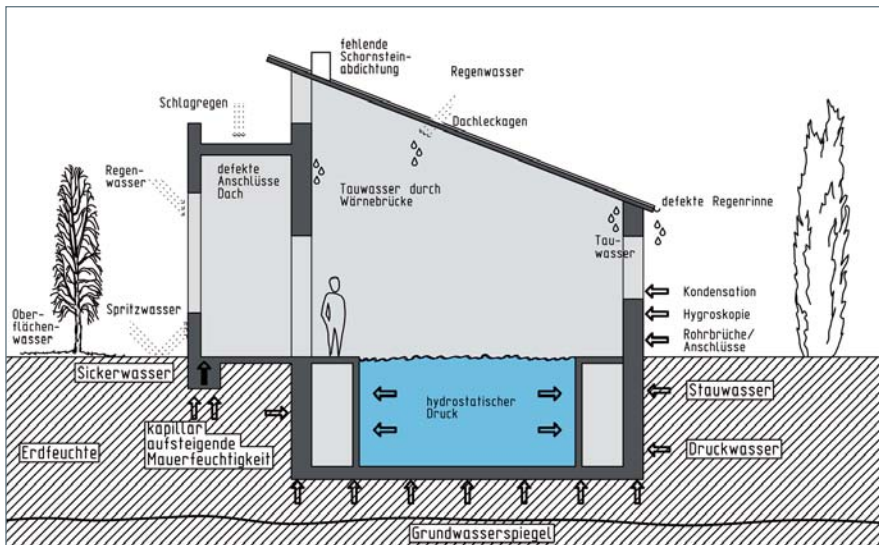 fehlende
Schornstein-
abdichtung
Regenwasser
Schlagregen
Dachleckagen
Regen-
wasser
defekte
Anschlüsse
Dach
Tauwasser durch
Wärnebrücke
defekte Regenrinne
Tau-
wasser
Kondensation
Hygroskopie
Rohrbrüche/
Anschlüsse
Spritzwasser
Ober-
flächen-
wasser
Sickerwasser
Stauwasser
hydrostatischer
Druck
kapillar
aufsteigende
Mauerfeuchtigkeit
Erdfeuchte
Druckwasser
Grundwasserspiegel